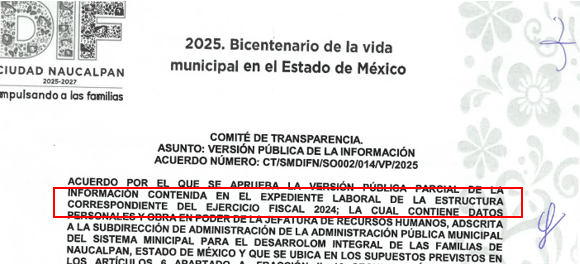 DIF
CIUDAD NAUCALPAN
2025-2027
Impulsando a las familias
2025. Bicentenario de la vida
municipal en el Estado de México
COMITÉ DE TRANSPARENCIA.
ASUNTO: VERSIÓN PÚBLICA DE LA INFORMACIÓN
ACUERDO NÚMERO: CT/SMDIFN/SO002/014/VP/2025
ACUERDO POR EL QUE SE APRUEBA LA VERSIÓN PÚBLICA PARCIAL DE LA
INFORMACIÓN CONTENIDA EN EL EXPEDIENTE LABORAL DE LA ESTRUCTURA
CORRESPONDIENTE DEL EJERCICIO FISCAL 2024; LA CUAL CONTIENE DATOS
PERSONALES Y OBRA EN PODER DE LA JEFATURA DE RECURSOS HUMANOS, ADSCRITA
A LA SUBDIRECCIÓN DE ADMINISTRACIÓN DE LA ADMINISTRACIÓN PÚBLICA MUNICIPAL
DEL SISTEMA MUNICIPAL PARA EL DESARROLOM INTEGRAL DE LAS FAMILIAS DE
NAUCALPAN, ESTADO DE MÉXICO Y QUE SE UBICA EN LOS SUPUESTOS PREVISTOS EN
LOS ARTÍCULOS 6 APARTADO A FRACCIÓN